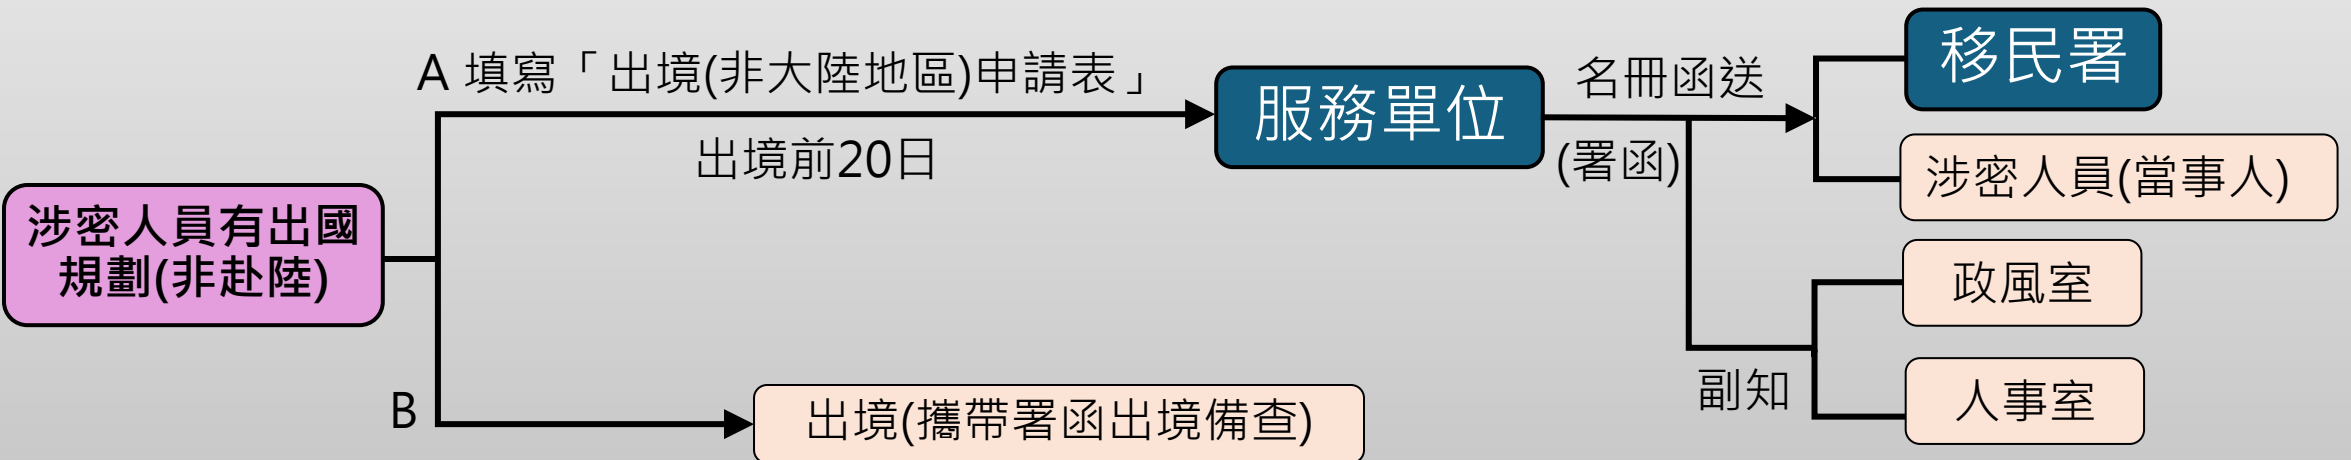 涉密人員有出國
規劃(非赴陸)
A 填寫「出境(非大陸地區)申請表」
出境前20日
服務單位
名冊函送
(署函)
移民署
涉密人員(當事人)
政風室
人事室
副知
B
出境(攜帶署函出境備查)